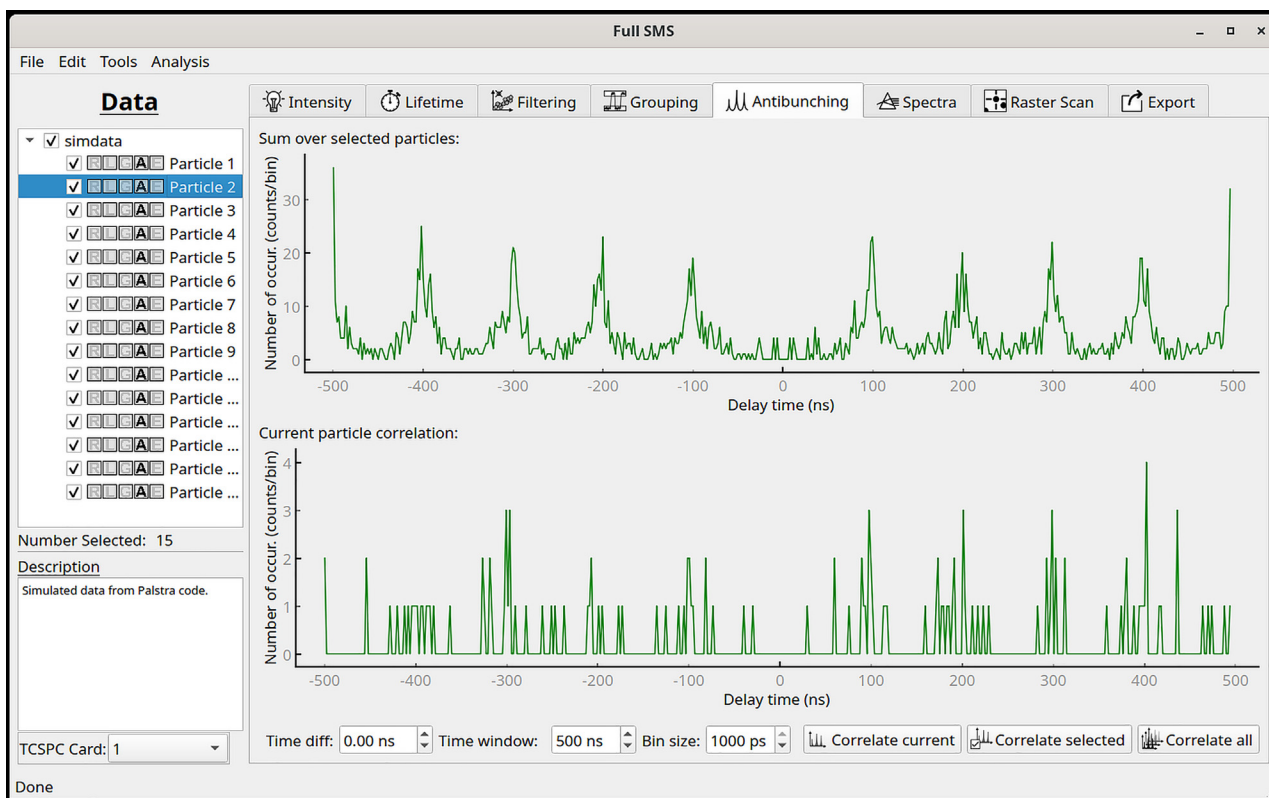 Full SMS
File Edit Tools Analysis
Data
simdata
R L G A E Particle 1
R L G A E Particle 2
R L G A E Particle 3
R L G A E Particle 4
R L G A E Particle 5
R L G A E Particle 6
R L G A E Particle 7
R L G A E Particle 8
R L G A E Particle 9
R L G A E Particle ...
R L G A E Particle ...
R L G A E Particle ...
R L G A E Particle ...
R L G A E Particle ...
R L G A E Particle ...
Number Selected: 15
Description
Simulated data from Palstra code.
TCSPC Card: 1
Done
Intensity Lifetime Filtering Grouping Antibunching Spectra Raster Scan Export
Sum over selected particles:
Number of occur. (counts/bin)
30
20
10
0
-500 -400 -300 -200 -100 0 100 200 300 400 500
Delay time (ns)
Current particle correlation:
Number of occur. (counts/bin)
4
3
2
1
0
-500 -400 -300 -200 -100 0 100 200 300 400 500
Delay time (ns)
Time diff: 0.00 ns Time window: 500 ns Bin size: 1000 ps Correlate current Correlate selected Correlate all